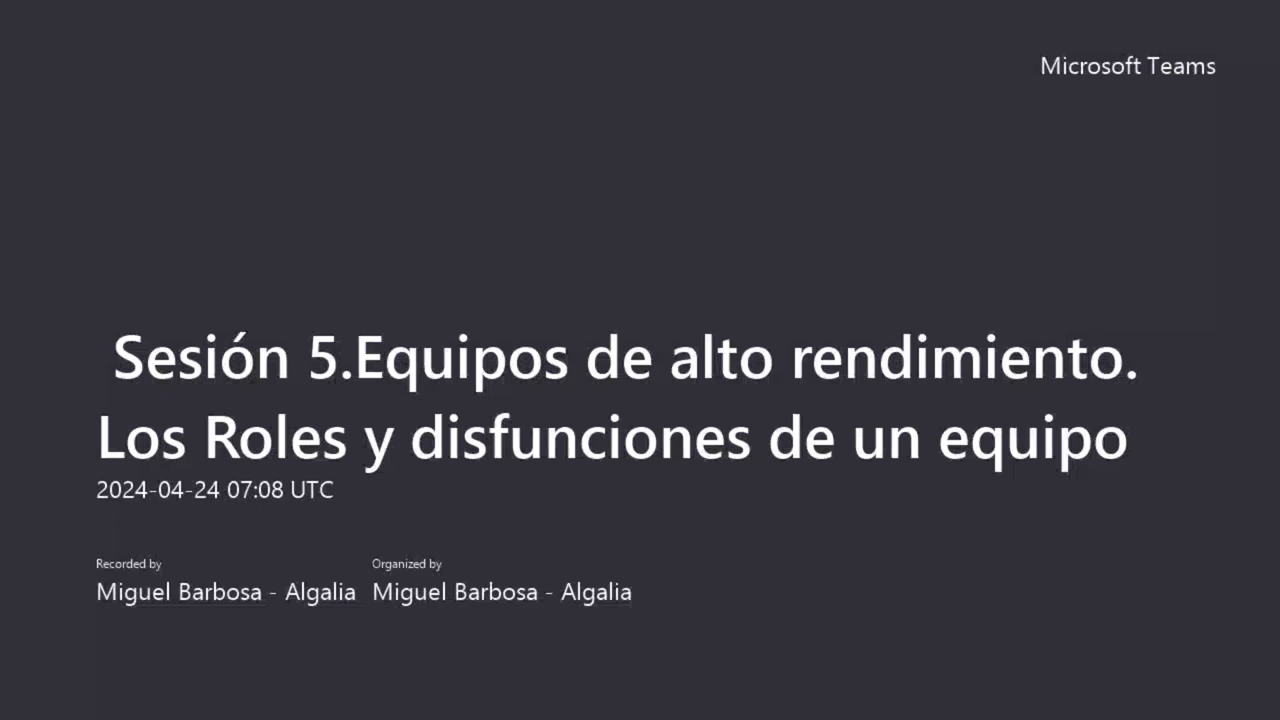 Microsoft Teams
Sesión 5.Equipos de alto rendimiento.
Los Roles y disfunciones de un equipo
2024-04-24 07:08 UTC
Recorded by Organized by
Miguel Barbosa - Algalia Miguel Barbosa - Algalia